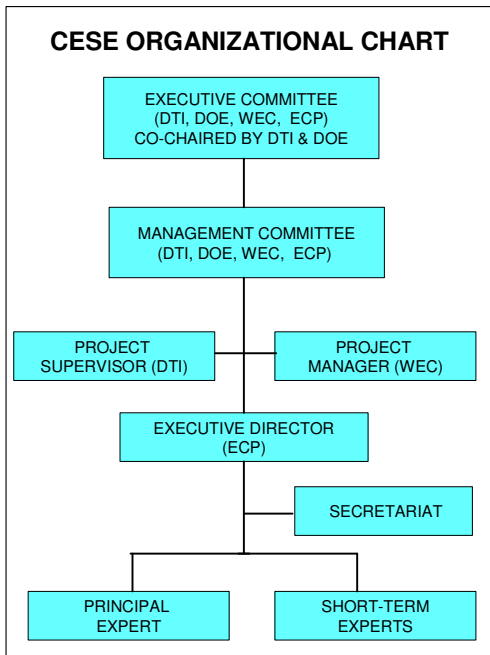 CESE ORGANIZATIONAL CHART
EXECUTIVE COMMITTEE
(DTI, DOE, WEC, ECP)
CO-CHAIRED BY DTI & DOE
MANAGEMENT COMMITTEE
(DTI, DOE, WEC, ECP)
PROJECT
SUPERVISOR (DTI)
PROJECT
MANAGER (WEC)
EXECUTIVE DIRECTOR
(ECP)
SECRETARIAT
PRINCIPAL
EXPERT
SHORT-TERM
EXPERTS